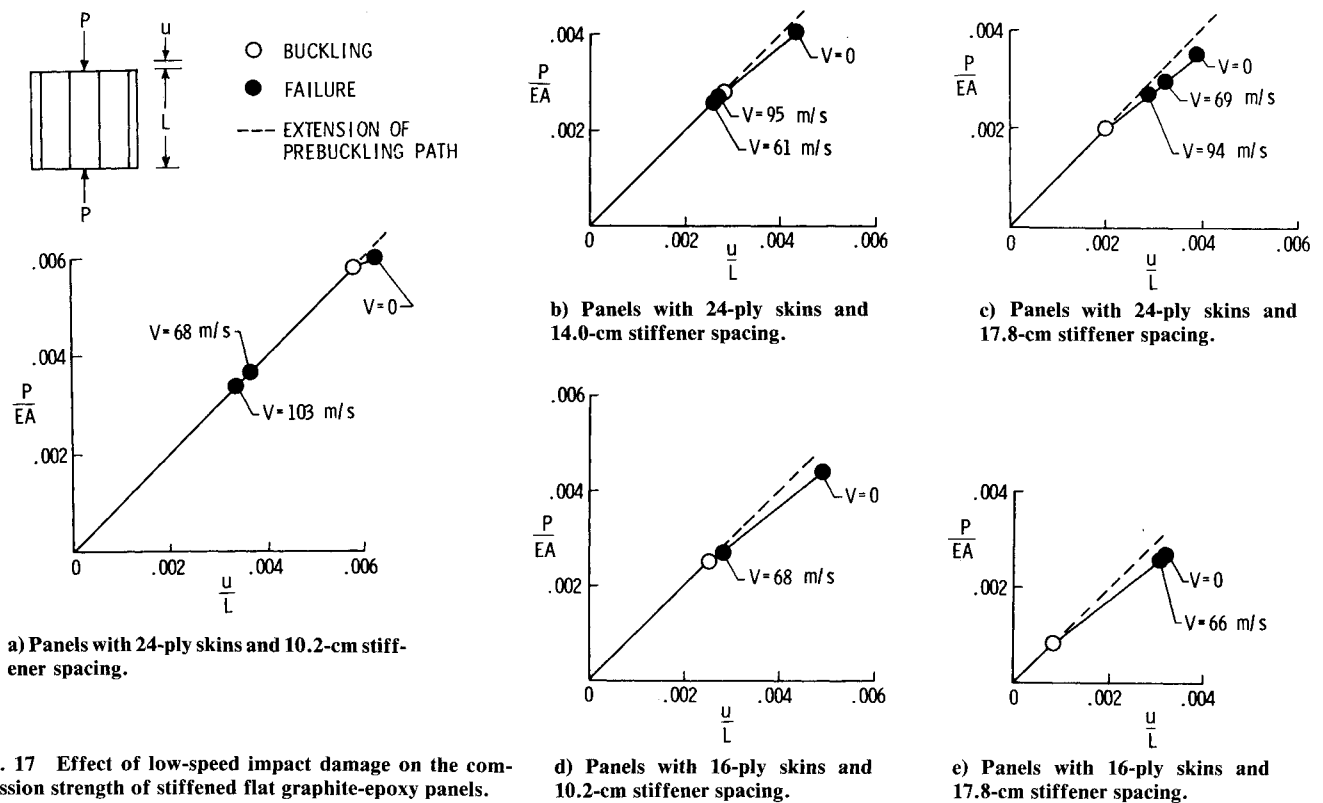 P
u
L
P
BUCKLING
FAILURE
EXTENSION OF
PREBUCKLING PATH
.006
.004
P
EA
.002
0
.002
.004
.006
u
L
V=0
V=68 m/s
V=103 m/s
a) Panels with 24-ply skins and 10.2-cm stiff-
ener spacing.
.004
P
EA
.002
0
.002
.004
.006
u
L
V=0
V=95 m/s
V=61 m/s
b) Panels with 24-ply skins and
14.0-cm stiffener spacing.
.004
P
EA
.002
0
.002
.004
.006
u
L
V=0
V=69 m/s
V=94 m/s
c) Panels with 24-ply skins and
17.8-cm stiffener spacing.
.006
.004
P
EA
.002
0
.002
.004
.006
u
L
V=0
V=68 m/s
d) Panels with 16-ply skins and
10.2-cm stiffener spacing.
.004
P
EA
.002
0
.002
.004
u
L
V=0
V=66 m/s
e) Panels with 16-ply skins and
17.8-cm stiffener spacing.
. 17 Effect of low-speed impact damage on the com-
ssion strength of stiffened flat graphite-epoxy panels.